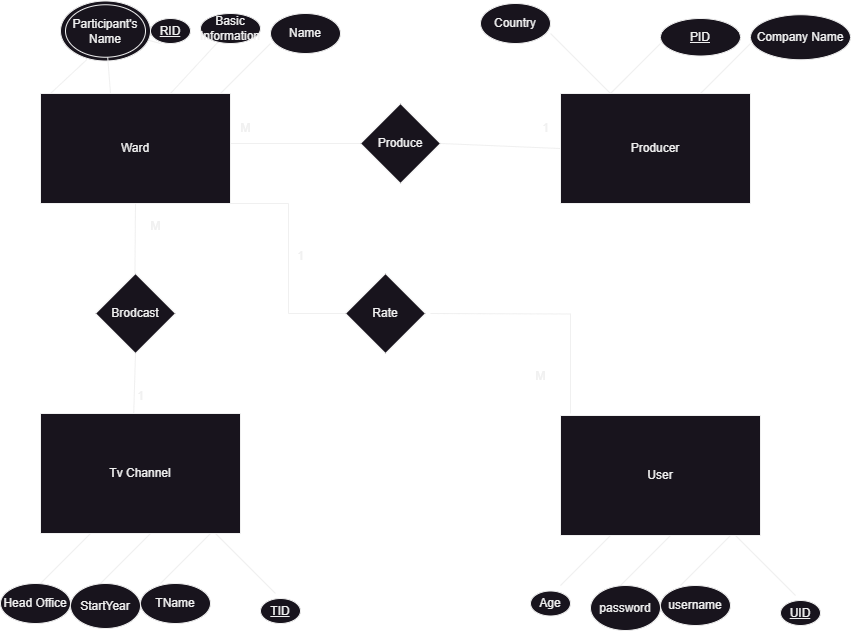 Participant's
Name
RID
Basic
Information
Name
Country
PID
Company Name
Ward
M
Produce
1
Producer
M
1
Brodcast
Rate
M
1
Tv Channel
User
Head Office
StartYear
TName
TID
Age
password
username
UID